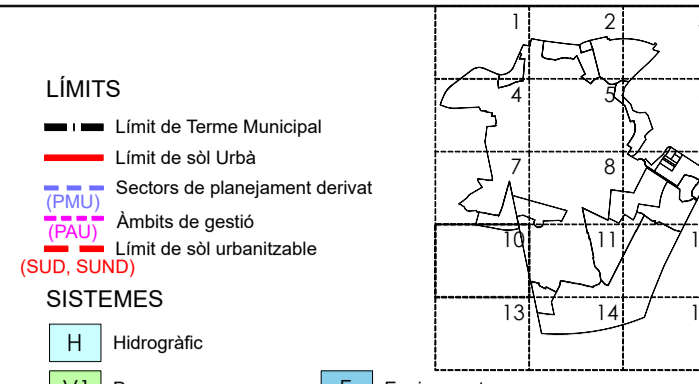 LÍMITS
Límit de Terme Municipal
Límit de sòl Urbà
Sectors de planejament derivat
(PMU)
Àmbits de gestió
(PAU)
Límit de sòl urbanitzable
(SUD, SUND)
SISTEMES
H Hidrogràfic
1 2
4 5
7 8
10 11
13 14